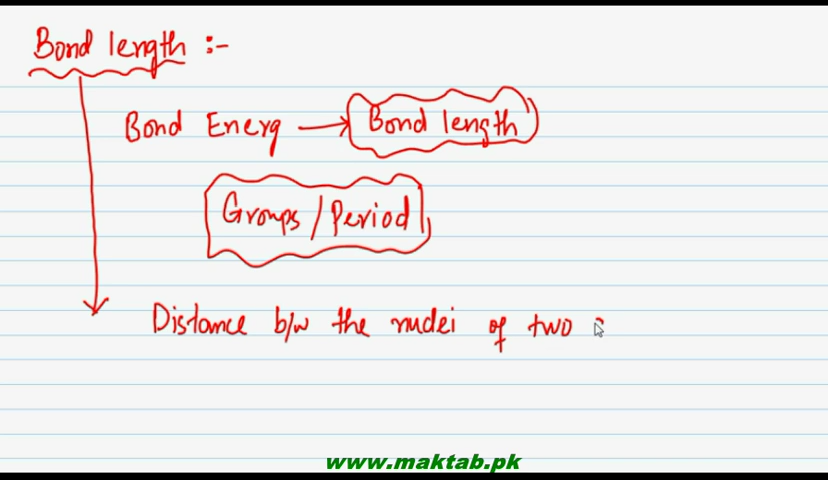 Bond length :-
Bond Energ → Bond length
Groups / Period
Distance b/w the nuclei of two
www.maktab.pk